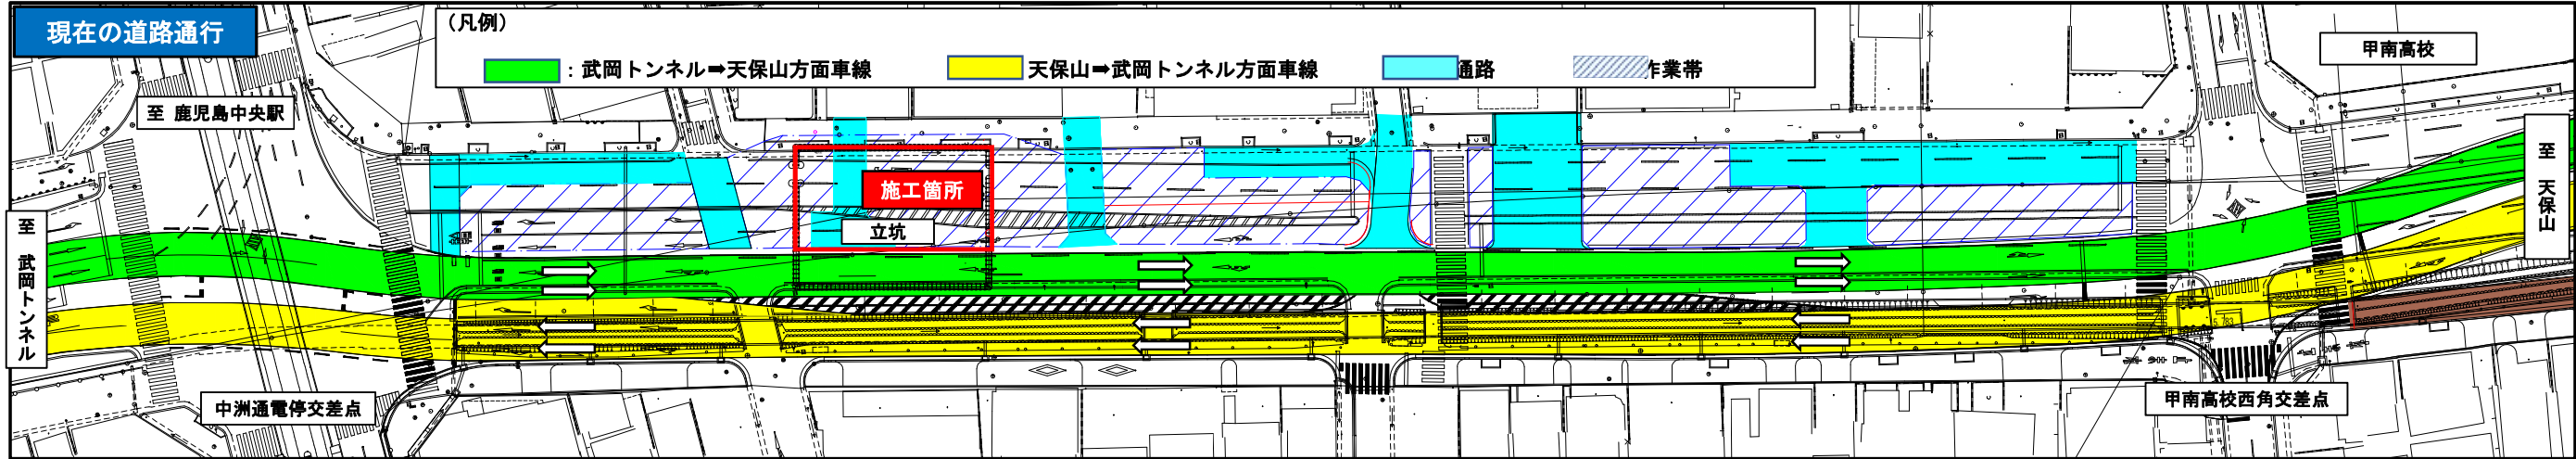 現在の道路通行
(凡例)
：武岡トンネル➡天保山方面車線
天保山➡武岡トンネル方面車線
通路
作業帯
甲南高校
至 鹿児島中央駅
至 天保山
施工箇所
立坑
至 武岡トンネル
中洲通電停交差点
甲南高校西角交差点